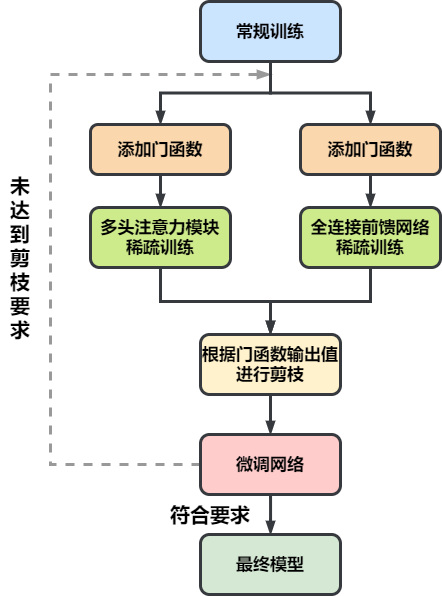 常规训练
添加门函数
添加门函数
多头注意力模块
稀疏训练
全连接前馈网络
稀疏训练
未达到剪枝要求
根据门函数输出值
进行剪枝
微调网络
符合要求
最终模型